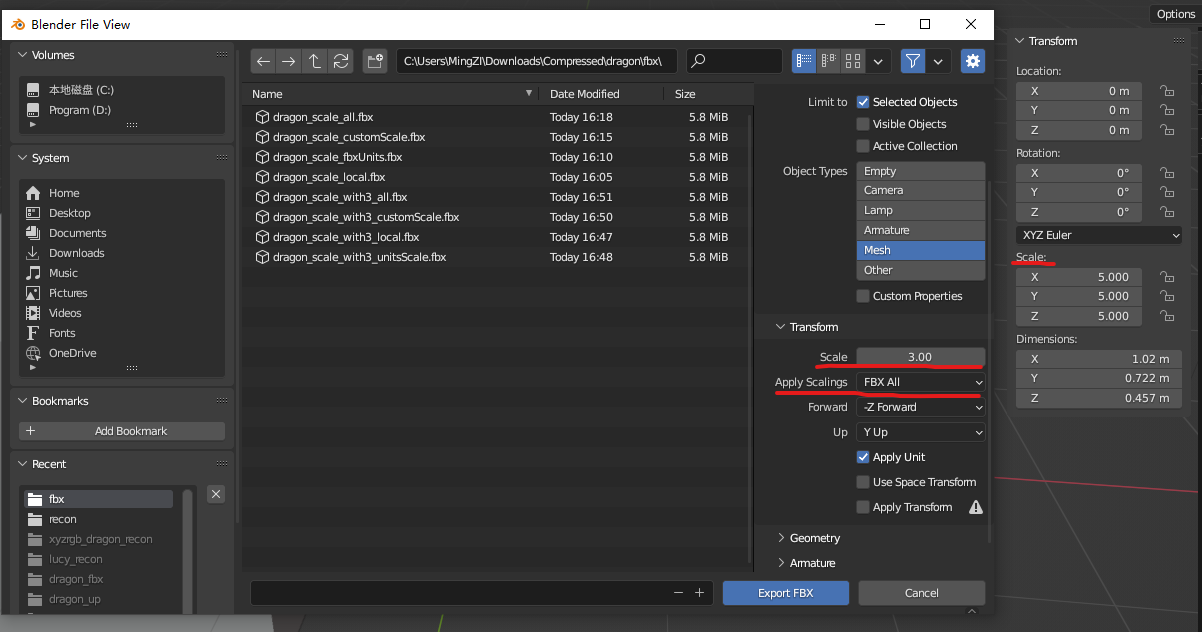 Blender File View
Options
Volumes
本地磁盘 (C:)
Program (D:)
System
Home
Desktop
Documents
Downloads
Music
Pictures
Videos
Fonts
OneDrive
Bookmarks
Add Bookmark
Recent
fbx
recon
xyzrgb_dragon_recon
lucy_recon
dragon_fbx
dragon_up
C:\Users\MingZI\Downloads\Compressed\dragon\fbx\
Name Date Modified Size
dragon_scale_all.fbx Today 16:18 5.8 MiB
dragon_scale_customScale.fbx Today 16:15 5.8 MiB
dragon_scale_fbxUnits.fbx Today 16:10 5.8 MiB
dragon_scale_local.fbx Today 16:05 5.8 MiB
dragon_scale_with3_all.fbx Today 16:51 5.8 MiB
dragon_scale_with3_customScale.fbx Today 16:50 5.8 MiB
dragon_scale_with3_local.fbx Today 16:47 5.8 MiB
dragon_scale_with3_unitsScale.fbx Today 16:48 5.8 MiB
Limit to Selected Objects
Visible Objects
Active Collection
Object Types Empty
Camera
Lamp
Armature
Mesh
Other
Custom Properties
Transform
Scale 3.00
Apply Scalings FBX All
Forward -Z Forward
Up Y Up
Apply Unit
Use Space Transform
Apply Transform
Geometry
Armature
Export FBX Cancel
Transform
Location:
X 0 m
Y 0 m
Z 0 m
Rotation:
X 0°
Y 0°
Z 0°
XYZ Euler
Scale:
X 5.000
Y 5.000
Z 5.000
Dimensions:
X 1.02 m
Y 0.722 m
Z 0.457 m